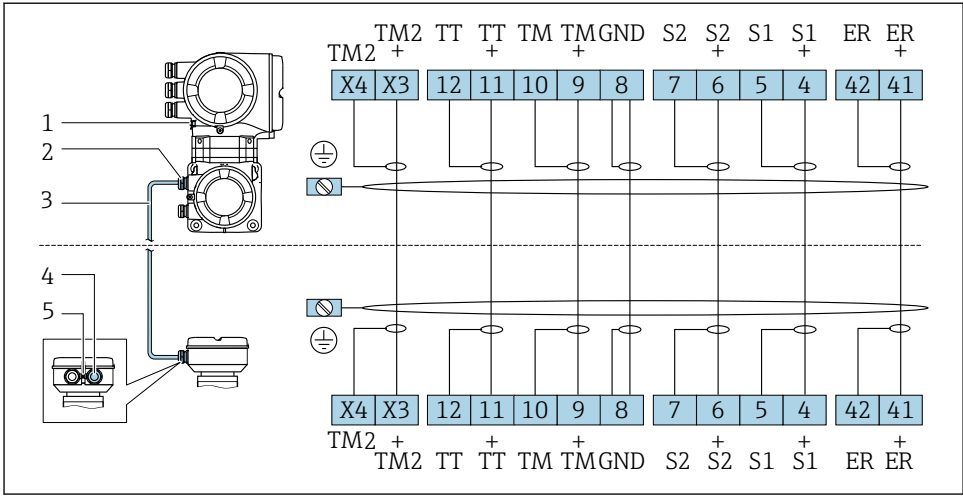 TM2 TT TT TM TM GND S2 S2 S1 S1 ER ER
TM2 + + + + + +
X4 X3 12 11 10 9 8 7 6 5 4 42 41
1
2
3
4
5
X4 X3 12 11 10 9 8 7 6 5 4 42 41
TM2 + + + + + +
TM2 TT TT TM TM GND S2 S2 S1 S1 ER ER